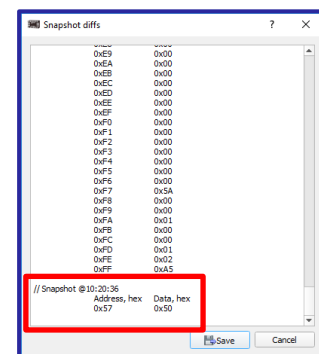 Snapshot diffs ? ×
0xE9 0x00
0xEA 0x00
0xEB 0x00
0xEC 0x00
0xED 0x00
0xEE 0x00
0xEF 0x00
0xF0 0x00
0xF1 0x00
0xF2 0x00
0xF3 0x00
0xF4 0x00
0xF5 0x00
0xF6 0x00
0xF7 0x5A
0xF8 0x00
0xF9 0x00
0xFA 0x01
0xFB 0x00
0xFC 0x00
0xFD 0x01
0xFE 0x02
0xFF 0xA5
// Snapshot @10:20:36
Address, hex Data, hex
0x57 0x50
Save Cancel